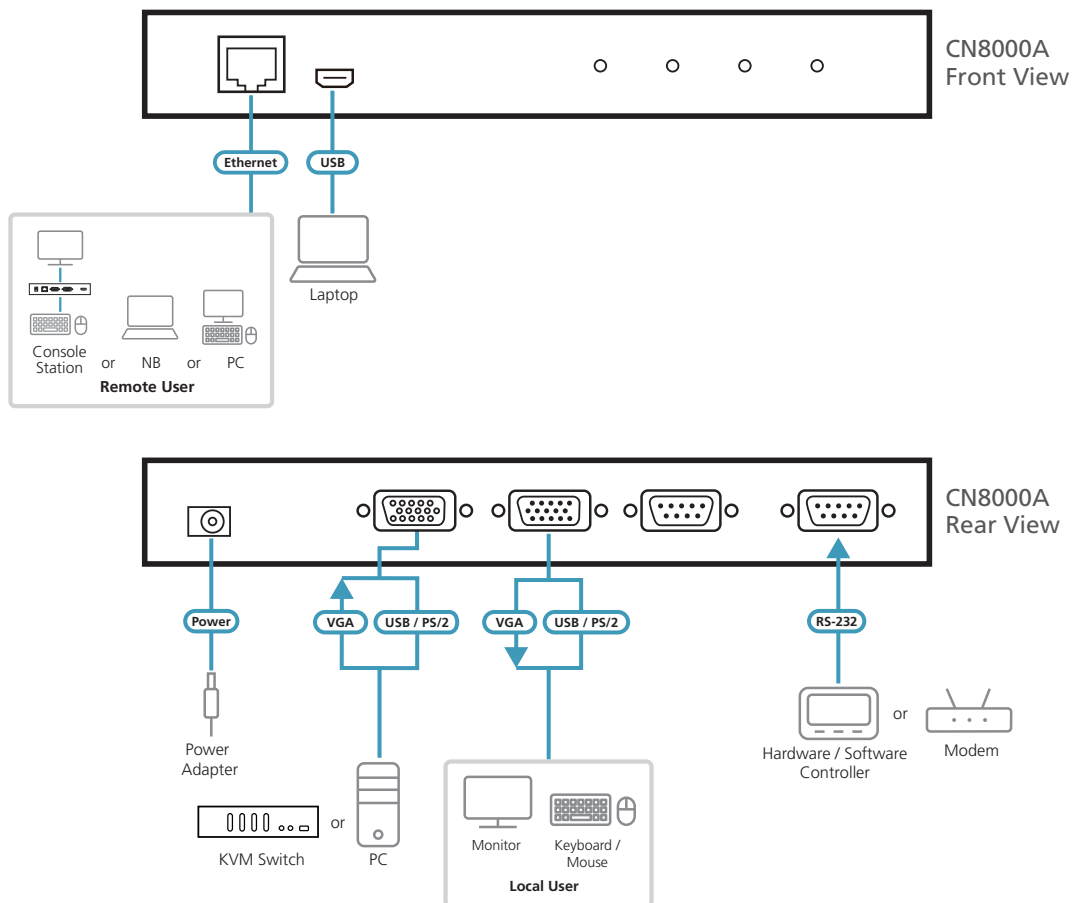 CN8000A
Front View
Ethernet
USB
Laptop
Console
Station
or
NB
or
PC
Remote User
CN8000A
Rear View
Power
VGA
USB / PS/2
VGA
USB / PS/2
RS-232
Power
Adapter
or
KVM Switch
PC
Monitor
Keyboard /
Mouse
Local User
or
Hardware / Software
Controller
Modem